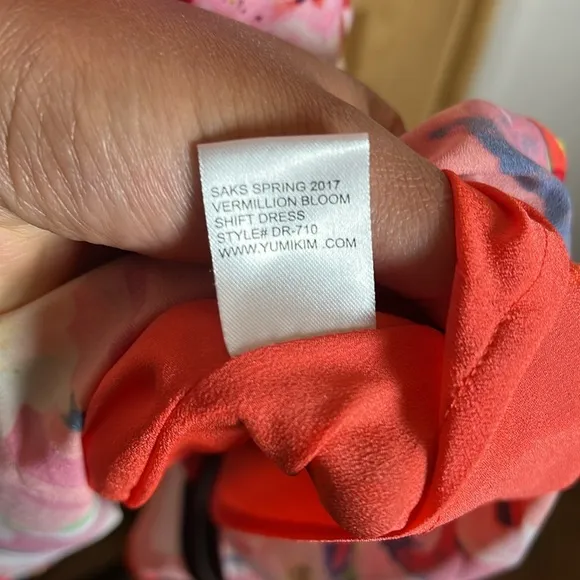 SAKS SPRING 2017
VERMILLION BLOOM
SHIFT DRESS
STYLE# DR-710
WWW.YUMIKIM .COM